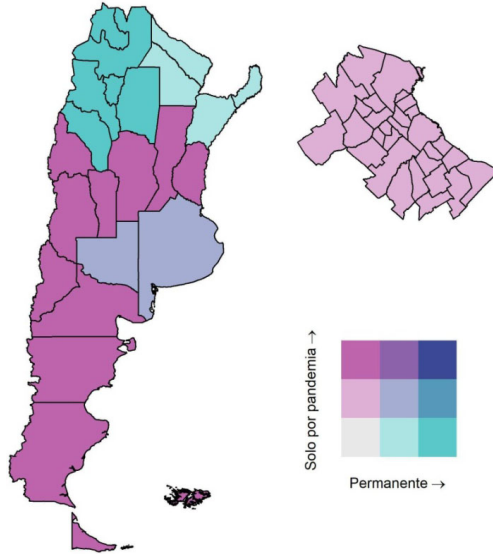 Solo por pandemia →
Permanente →